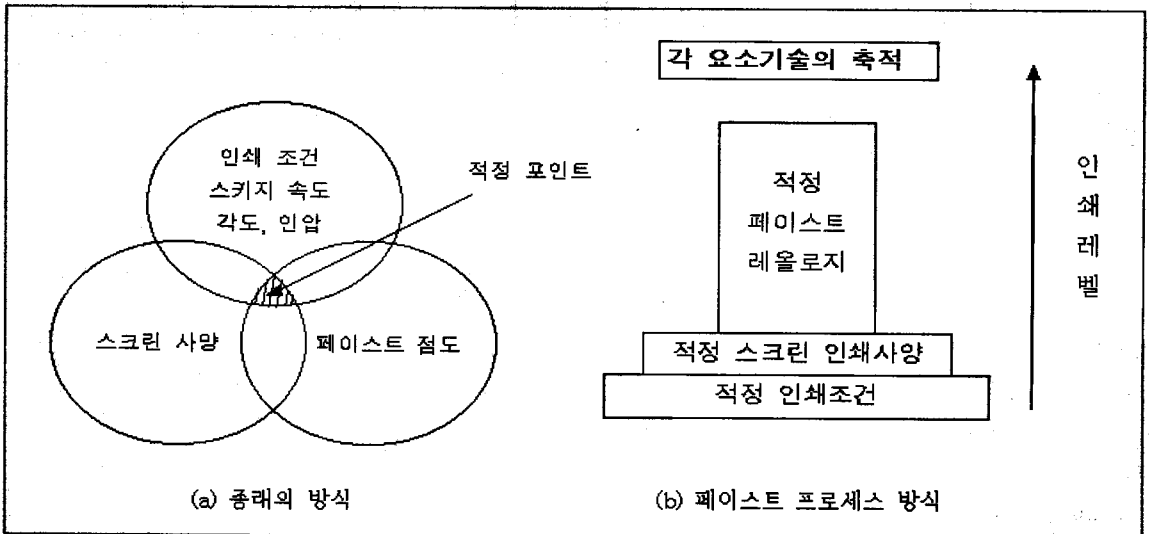 인쇄 조건
스키지 속도
각도, 인압
적정 포인트
스크린 사양
페이스트 점도
(a) 종래의 방식
각 요소기술의 축적
적정
페이스트
레올로지
적정 스크린 인쇄사양
적정 인쇄조건
인쇄레벨
(b) 페이스트 프로세스 방식